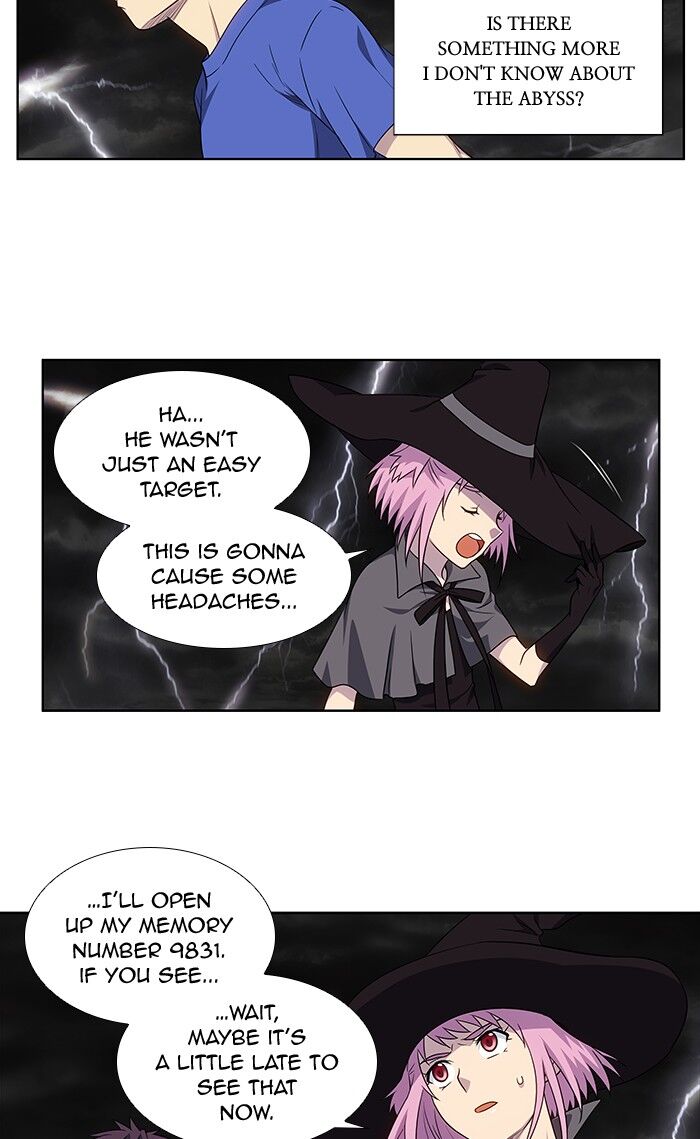 IS THERE
SOMETHING MORE
I DON'T KNOW ABOUT
THE ABYSS?
HA...
HE WASN'T
JUST AN EASY
TARGET.
THIS IS GONNA
CAUSE SOME
HEADACHES...
...I'LL OPEN
UP MY MEMORY
NUMBER 9831.
IF YOU SEE...
...WAIT,
MAYBE IT'S
A LITTLE LATE TO
SEE THAT
NOW.